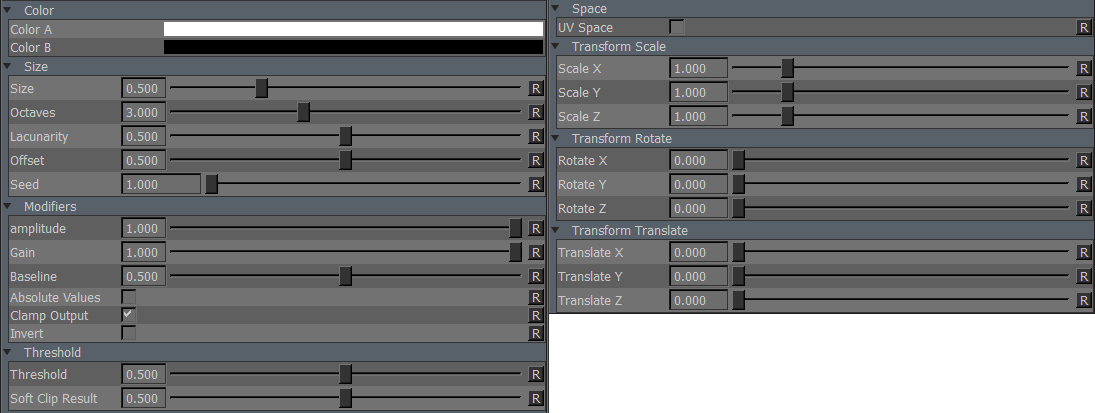 Color
Color A
Color B
Size
Size 0.500 R
Octaves 3.000 R
Lacunarity 0.500 R
Offset 0.500 R
Seed 1.000 R
Modifiers
amplitude 1.000 R
Gain 1.000 R
Baseline 0.500 R
Absolute Values R
Clamp Output R
Invert R
Threshold
Threshold 0.500 R
Soft Clip Result 0.500 R
Space
UV Space R
Transform Scale
Scale X 1.000 R
Scale Y 1.000 R
Scale Z 1.000 R
Transform Rotate
Rotate X 0.000 R
Rotate Y 0.000 R
Rotate Z 0.000 R
Transform Translate
Translate X 0.000 R
Translate Y 0.000 R
Translate Z 0.000 R